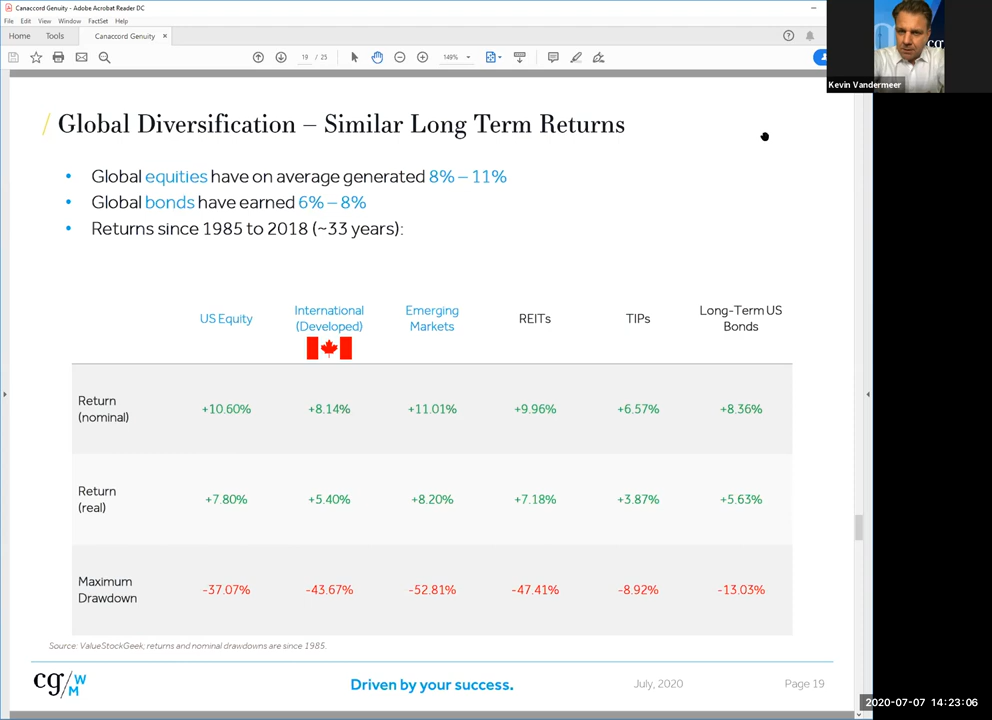 Canaccord Genuity - Adobe Acrobat Reader DC
File Edit View Window FactSet Help
Home Tools Canaccord Genuity ×
19 / 25 149%
Kevin Vandermeer
cg
/ Global Diversification – Similar Long Term Returns
• Global equities have on average generated 8% – 11%
• Global bonds have earned 6% – 8%
• Returns since 1985 to 2018 (~33 years):
US Equity International (Developed) Emerging Markets REITs TIPs Long-Term US Bonds
Return (nominal) +10.60% +8.14% +11.01% +9.96% +6.57% +8.36%
Return (real) +7.80% +5.40% +8.20% +7.18% +3.87% +5.63%
Maximum Drawdown -37.07% -43.67% -52.81% -47.41% -8.92% -13.03%
Source: ValueStockGeek; returns and nominal drawdowns are since 1985.
cg/WM Driven by your success. July, 2020 Page 19
2020-07-07 14:23:06